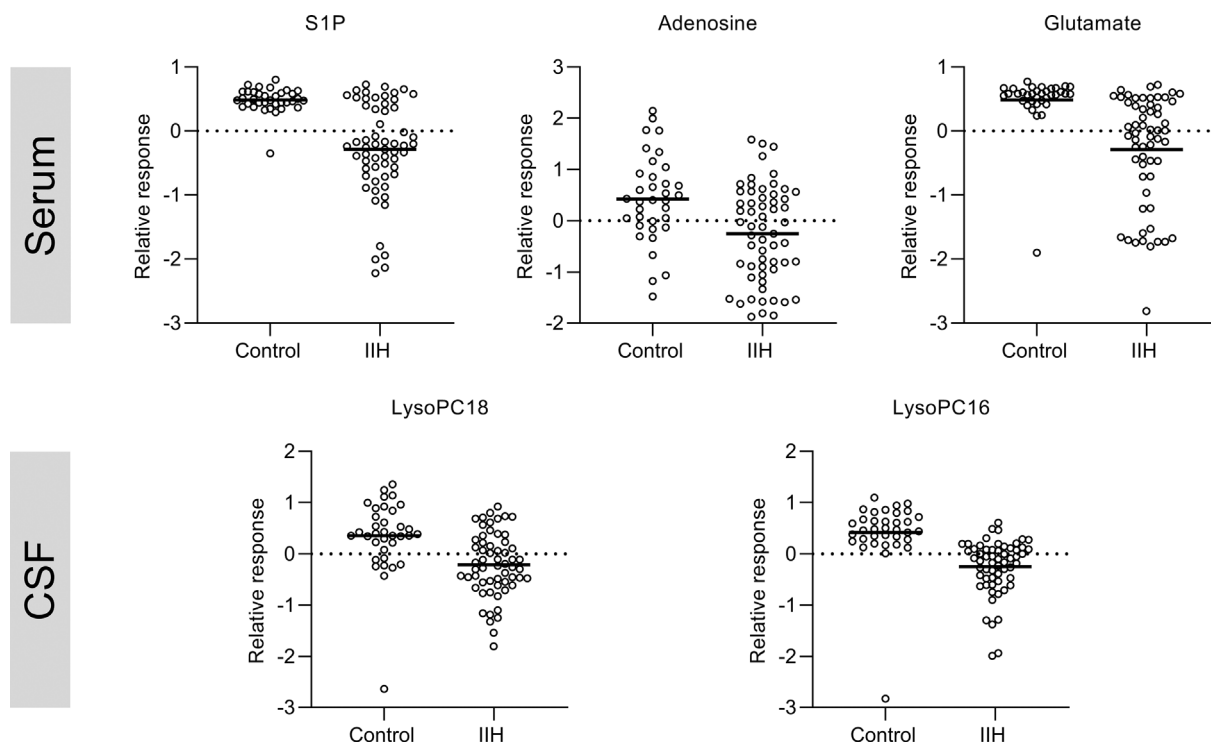 S1P
Adenosine
Glutamate
Serum
Relative response
1
0
-1
-2
-3
Control
IIH
Relative response
3
2
1
0
-1
-2
Control
IIH
Relative response
1
0
-1
-2
-3
Control
IIH
LysoPC18
LysoPC16
CSF
Relative response
2
1
0
-1
-2
-3
Control
IIH
Relative response
2
1
0
-1
-2
-3
Control
IIH